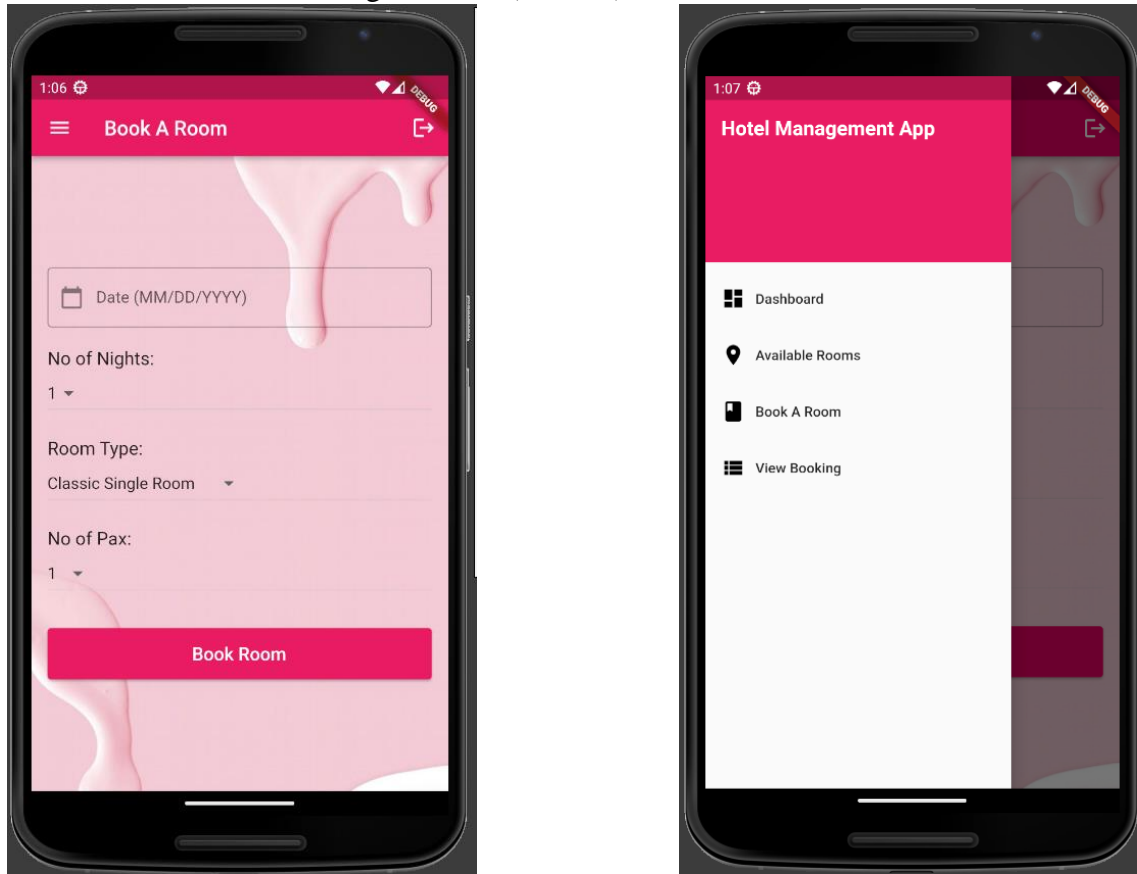 1:06
DEBUG
Book A Room
Date (MM/DD/YYYY)
No of Nights:
1
Room Type:
Classic Single Room
No of Pax:
1
Book Room
1:07
DEBUG
Hotel Management App
Dashboard
Available Rooms
Book A Room
View Booking